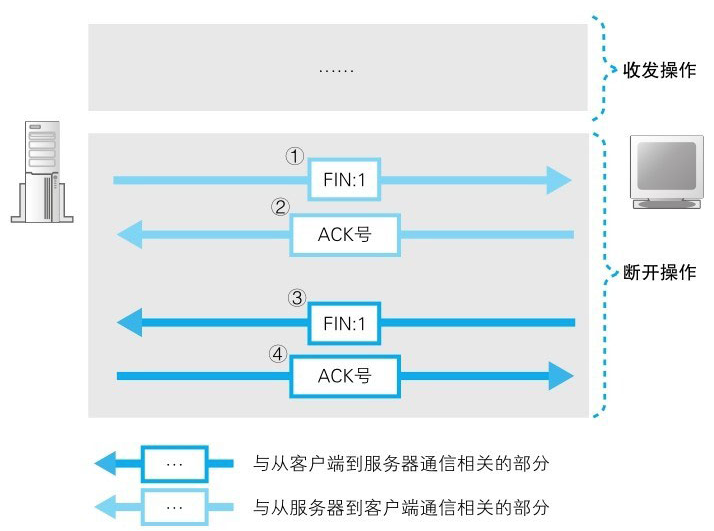 ……
收发操作
①
FIN:1
②
ACK号
断开操作
③
FIN:1
④
ACK号
… 与从客户端到服务器通信相关的部分
… 与从服务器到客户端通信相关的部分